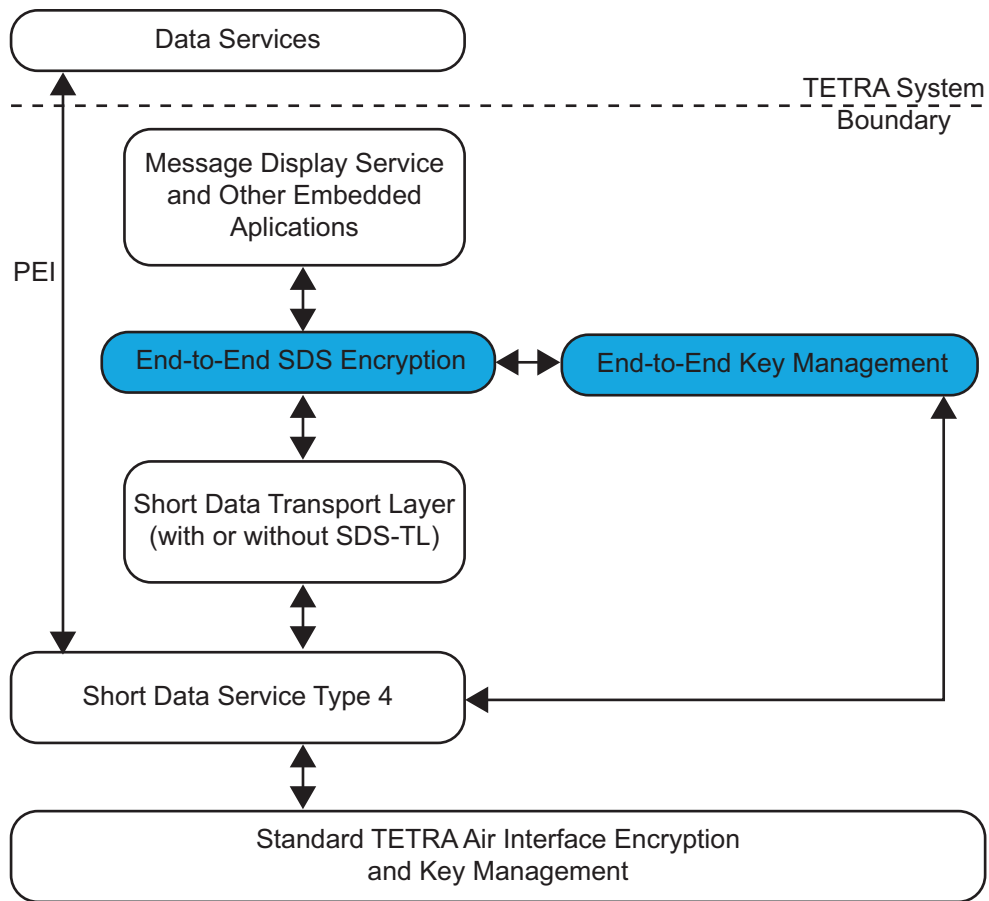 Data Services
TETRA System
Boundary
Message Display Service
and Other Embedded
Aplications
PEI
End-to-End SDS Encryption
End-to-End Key Management
Short Data Transport Layer
(with or without SDS-TL)
Short Data Service Type 4
Standard TETRA Air Interface Encryption
and Key Management